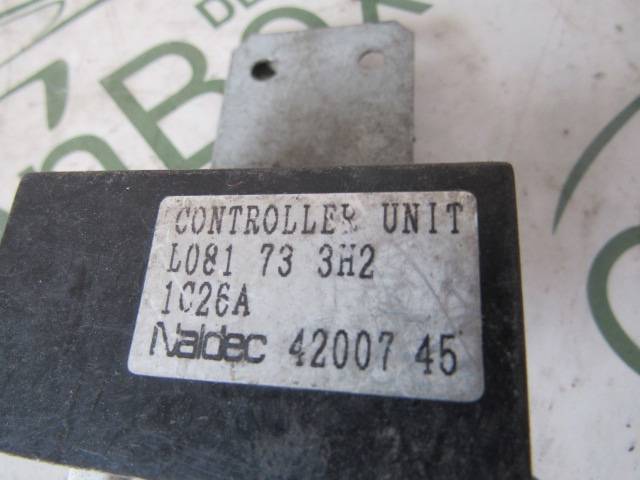 CONTROLLER UNIT
L081 73 3H2
1C26A
Naldec 42007 45